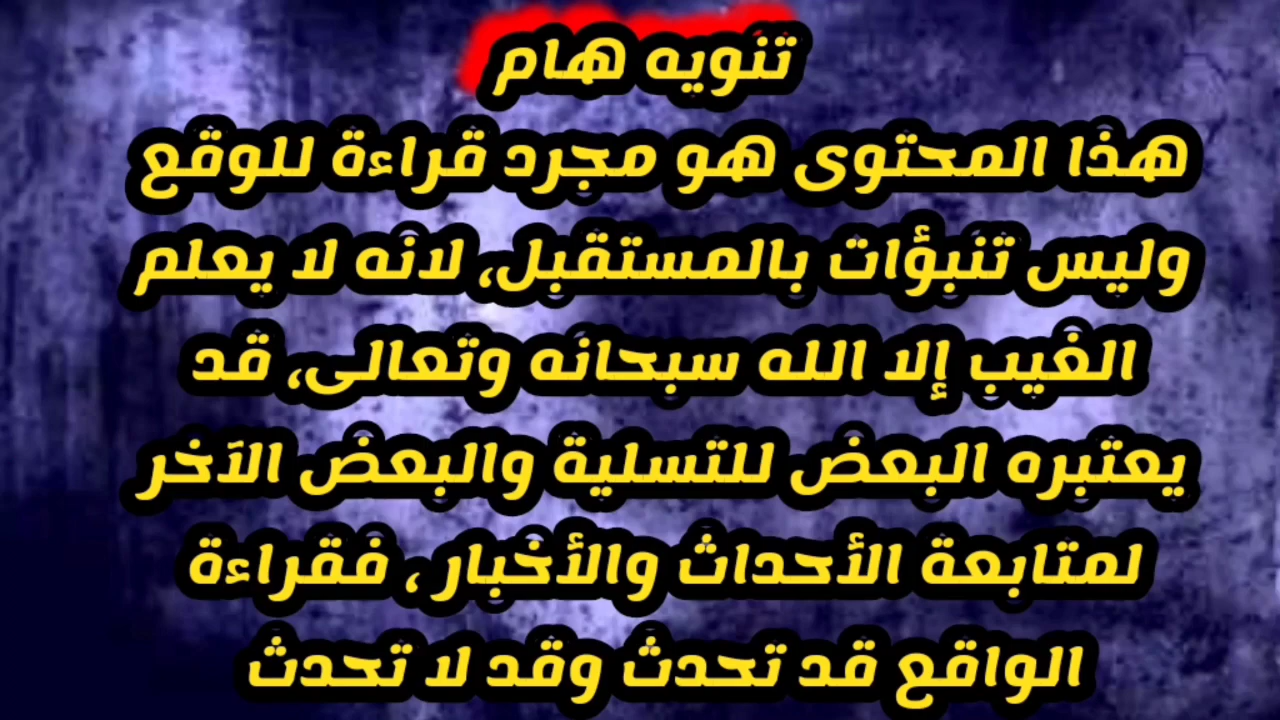 تنويه هام
هذا المحتوى هو مجرد قراءة للوقع
وليس تنبؤات بالمستقبل، لانه لا يعلم
الغيب إلا الله سبحانه وتعالى، قد
يعتبره البعض للتسلية والبعض الآخر
لمتابعة الأحداث والأخبار ، فقراءة
الواقع قد تحدث وقد لا تحدث